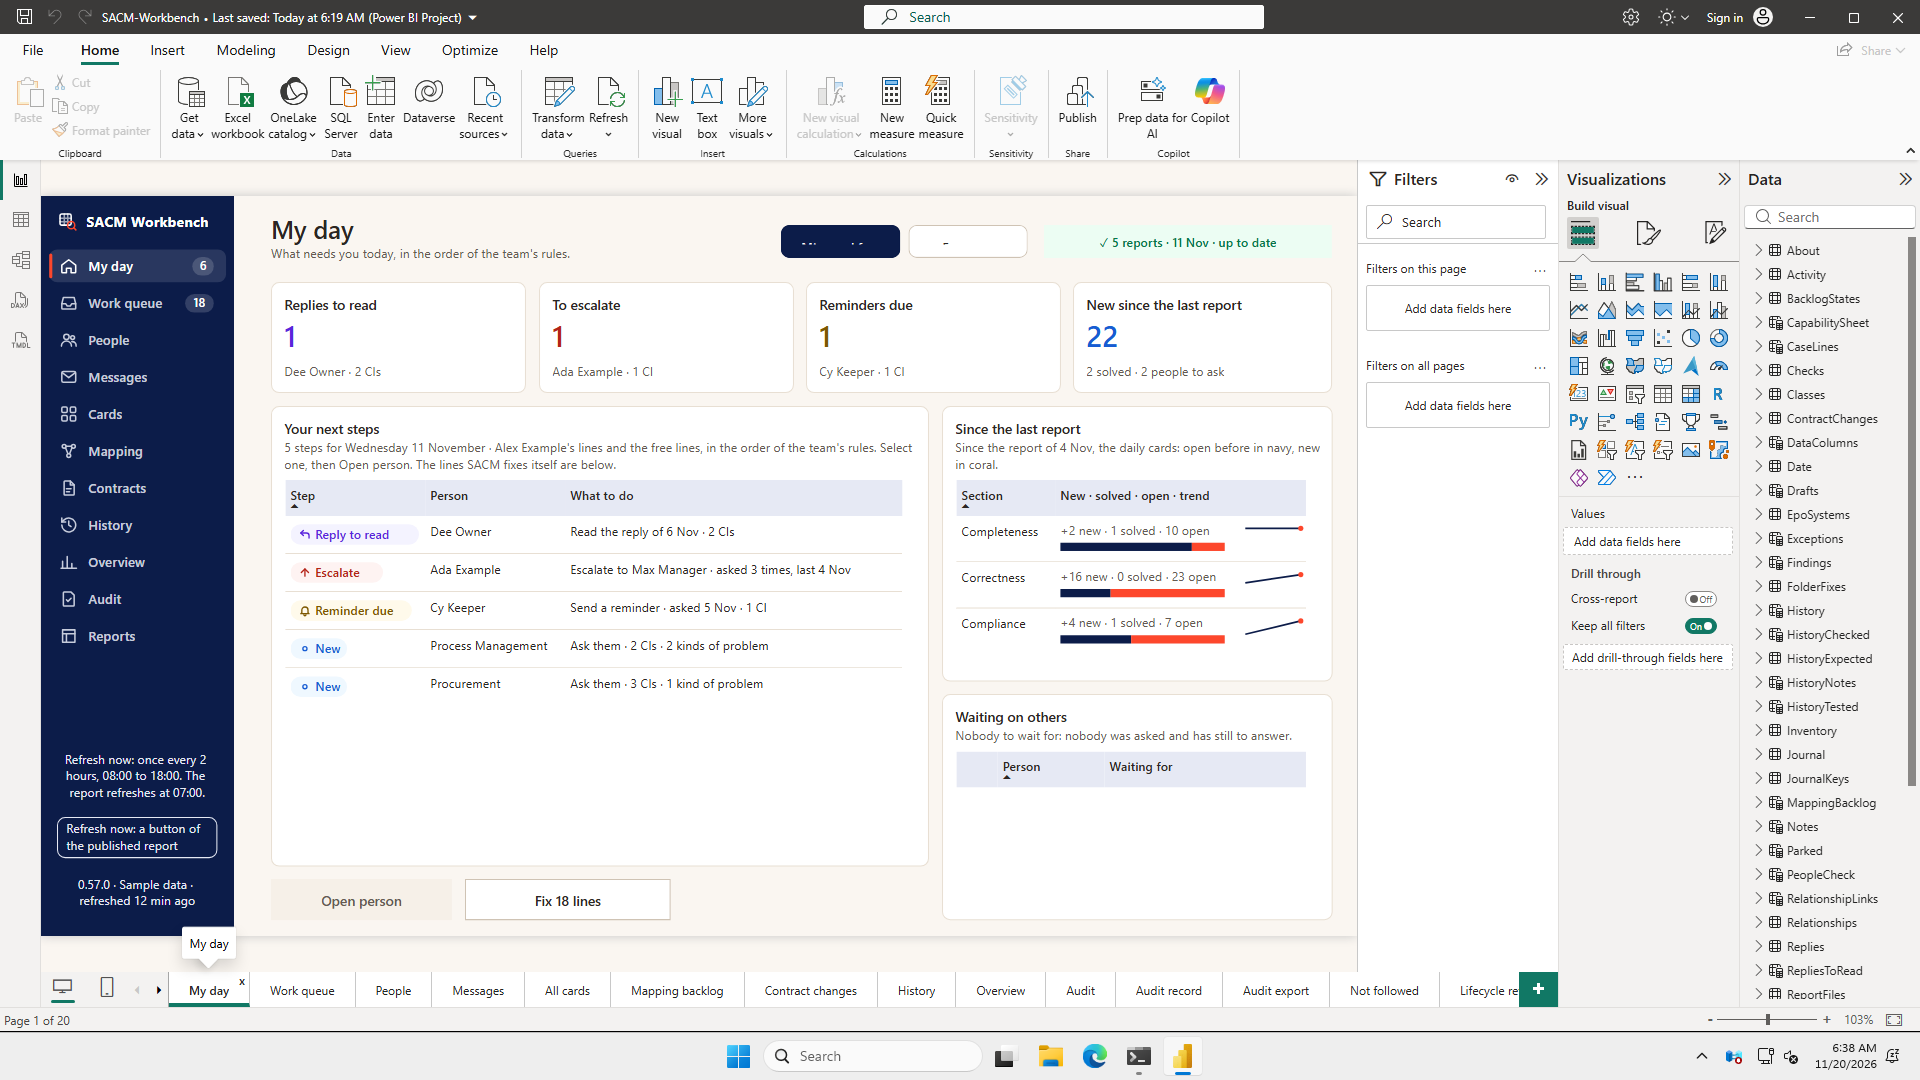 SACM-Workbench • Last saved: Today at 6:19 AM (Power BI Project)
Search
Sign in
File
Home
Insert
Modeling
Design
View
Optimize
Help
Share
Paste
Cut
Copy
Format painter
Clipboard
Get data
Excel workbook
OneLake catalog
SQL Server
Enter data
Dataverse
Recent sources
Data
Transform data
Refresh
Queries
New visual
Text box
More visuals
Insert
New visual calculation
New measure
Quick measure
Calculations
Sensitivity
Sensitivity
Publish
Share
Prep data for AI
Copilot
Copilot
SACM Workbench
My day 6
Work queue 18
People
Messages
Cards
Mapping
Contracts
History
Overview
Audit
Reports
Refresh now: once every 2
hours, 08:00 to 18:00. The
report refreshes at 07:00.
Refresh now: a button of
the published report
0.57.0 · Sample data ·
refreshed 12 min ago
My day
What needs you today, in the order of the team's rules.
✓ 5 reports · 11 Nov · up to date
Replies to read
1
Dee Owner · 2 CIs
To escalate
1
Ada Example · 1 CI
Reminders due
1
Cy Keeper · 1 CI
New since the last report
22
2 solved · 2 people to ask
Your next steps
5 steps for Wednesday 11 November · Alex Example's lines and the free lines, in the order of the team's rules. Select
one, then Open person. The lines SACM fixes itself are below.
Step Person What to do
Reply to read Dee Owner Read the reply of 6 Nov · 2 CIs
Escalate Ada Example Escalate to Max Manager · asked 3 times, last 4 Nov
Reminder due Cy Keeper Send a reminder · asked 5 Nov · 1 CI
New Process Management Ask them · 2 CIs · 2 kinds of problem
New Procurement Ask them · 3 CIs · 1 kind of problem
Open person
Fix 18 lines
Since the last report
Since the report of 4 Nov, the daily cards: open before in navy, new
in coral.
Section New · solved · open · trend
Completeness +2 new · 1 solved · 10 open
Correctness +16 new · 0 solved · 23 open
Compliance +4 new · 1 solved · 7 open
Waiting on others
Nobody to wait for: nobody was asked and has still to answer.
Person Waiting for
Filters
Search
Filters on this page
Add data fields here
Filters on all pages
Add data fields here
Visualizations
Build visual
123
R
Py
Values
Add data fields here
Drill through
Cross-report Off
Keep all filters On
Add drill-through fields here
Data
Search
About
Activity
BacklogStates
CapabilitySheet
CaseLines
Checks
Classes
ContractChanges
DataColumns
Date
Drafts
EpoSystems
Exceptions
Findings
FolderFixes
History
HistoryChecked
HistoryExpected
HistoryNotes
HistoryTested
Inventory
Journal
JournalKeys
MappingBacklog
Notes
Parked
PeopleCheck
RelationshipLinks
Relationships
Replies
RepliesToRead
ReportFiles
My day
My day x
Work queue
People
Messages
All cards
Mapping backlog
Contract changes
History
Overview
Audit
Audit record
Audit export
Not followed
Lifecycle re
+
Page 1 of 20
- + 103%
Search
6:38 AM
11/20/2026